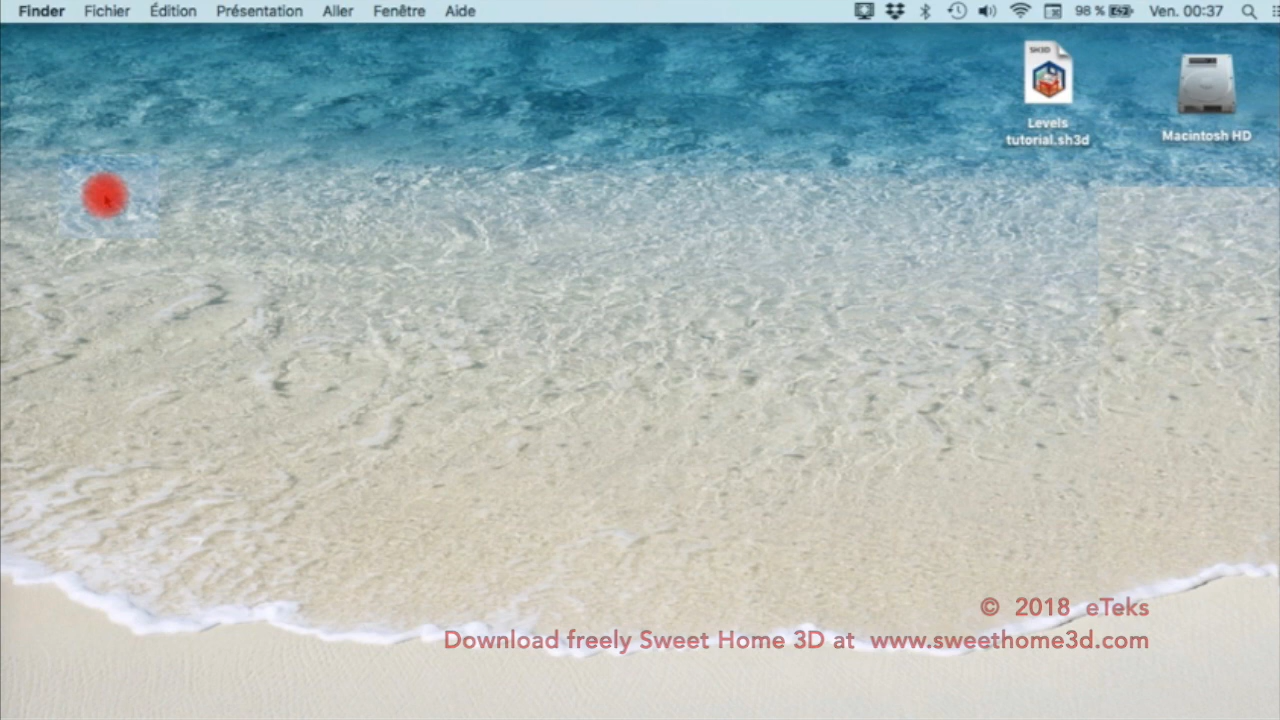 Finder Fichier Édition Présentation Aller Fenêtre Aide 98 % Ven. 00:37
SH3D
Levels
tutorial.sh3d
Macintosh HD
© 2018 eTeks
Download freely Sweet Home 3D at www.sweethome3d.com